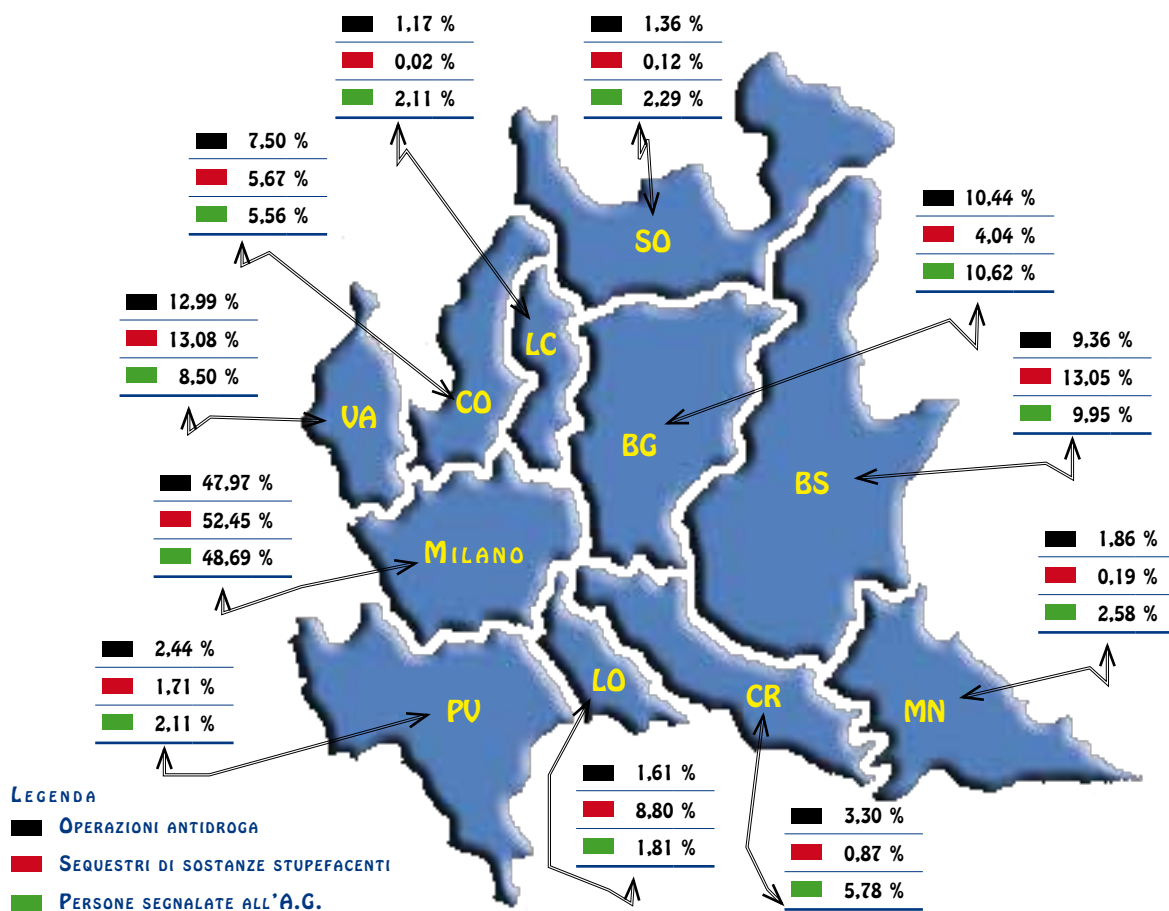 1,17 %
0,02 %
2,11 %
1,36 %
0,12 %
2,29 %
7,50 %
5,67 %
5,56 %
10,44 %
4,04 %
10,62 %
12,99 %
13,08 %
8,50 %
9,36 %
13,05 %
9,95 %
47,97 %
52,45 %
48,69 %
1,86 %
0,19 %
2,58 %
2,44 %
1,71 %
2,11 %
1,61 %
8,80 %
1,81 %
3,30 %
0,87 %
5,78 %
SO
LC
CO
VA
BG
BS
MILANO
PV
LO
CR
MN
LEGENDA
OPERAZIONI ANTIDROGA
SEQUESTRI DI SOSTANZE STUPEFACENTI
PERSONE SEGNALATE ALL'A.G.